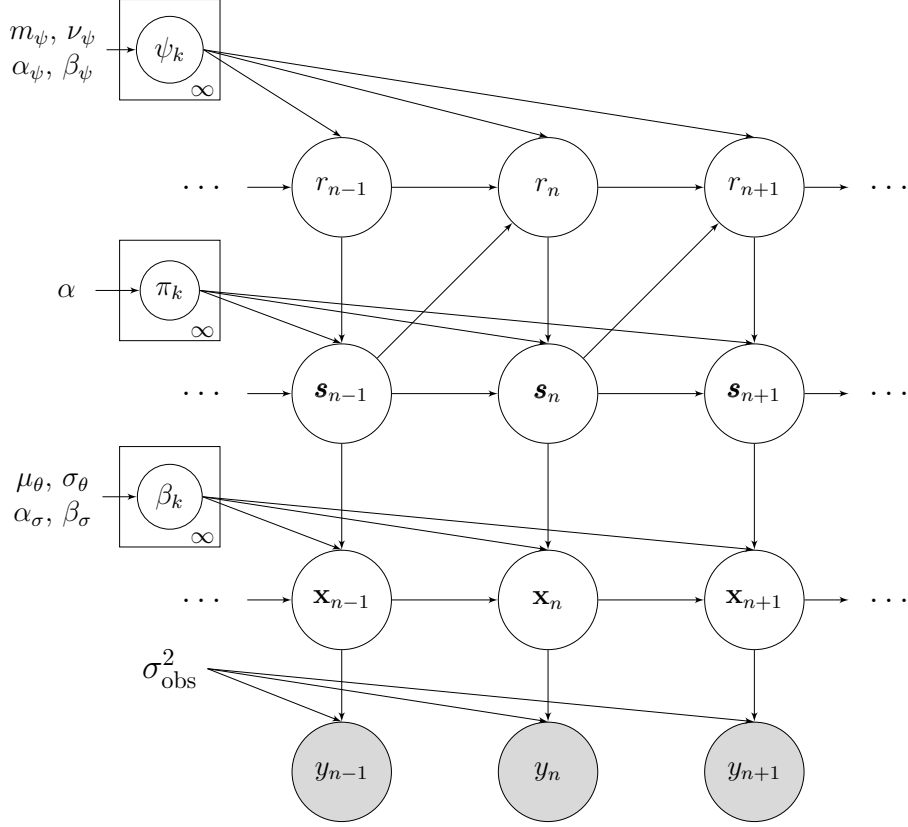 m_ψ, ν_ψ
α_ψ, β_ψ
ψ_k
∞
··· r_{n−1} r_n r_{n+1} ···
α
π_k
∞
··· s_{n−1} s_n s_{n+1} ···
μ_θ, σ_θ
α_σ, β_σ
β_k
∞
··· x_{n−1} x_n x_{n+1} ···
σ²_obs
y_{n−1} y_n y_{n+1}